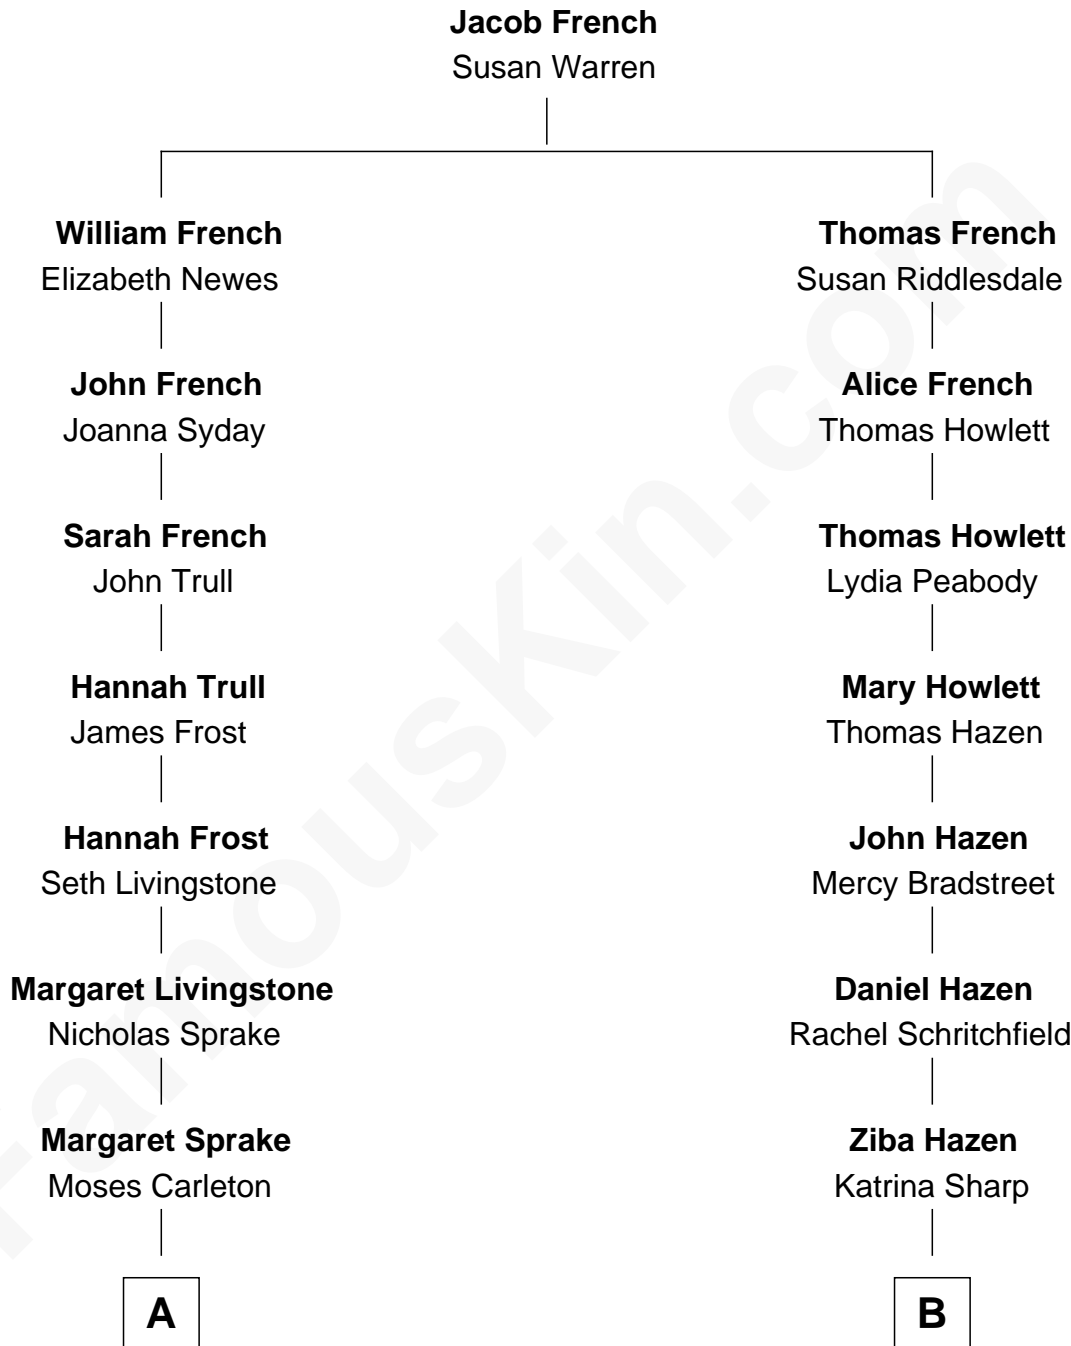 Jacob French
Susan Warren
William French
Elizabeth Newes
Thomas French
Susan Riddlesdale
John French
Joanna Syday
Alice French
Thomas Howlett
Sarah French
John Trull
Thomas Howlett
Lydia Peabody
Hannah Trull
James Frost
Mary Howlett
Thomas Hazen
Hannah Frost
Seth Livingstone
John Hazen
Mercy Bradstreet
Margaret Livingstone
Nicholas Sprake
Daniel Hazen
Rachel Schritchfield
Margaret Sprake
Moses Carleton
Ziba Hazen
Katrina Sharp
A
B
FamousKin.com